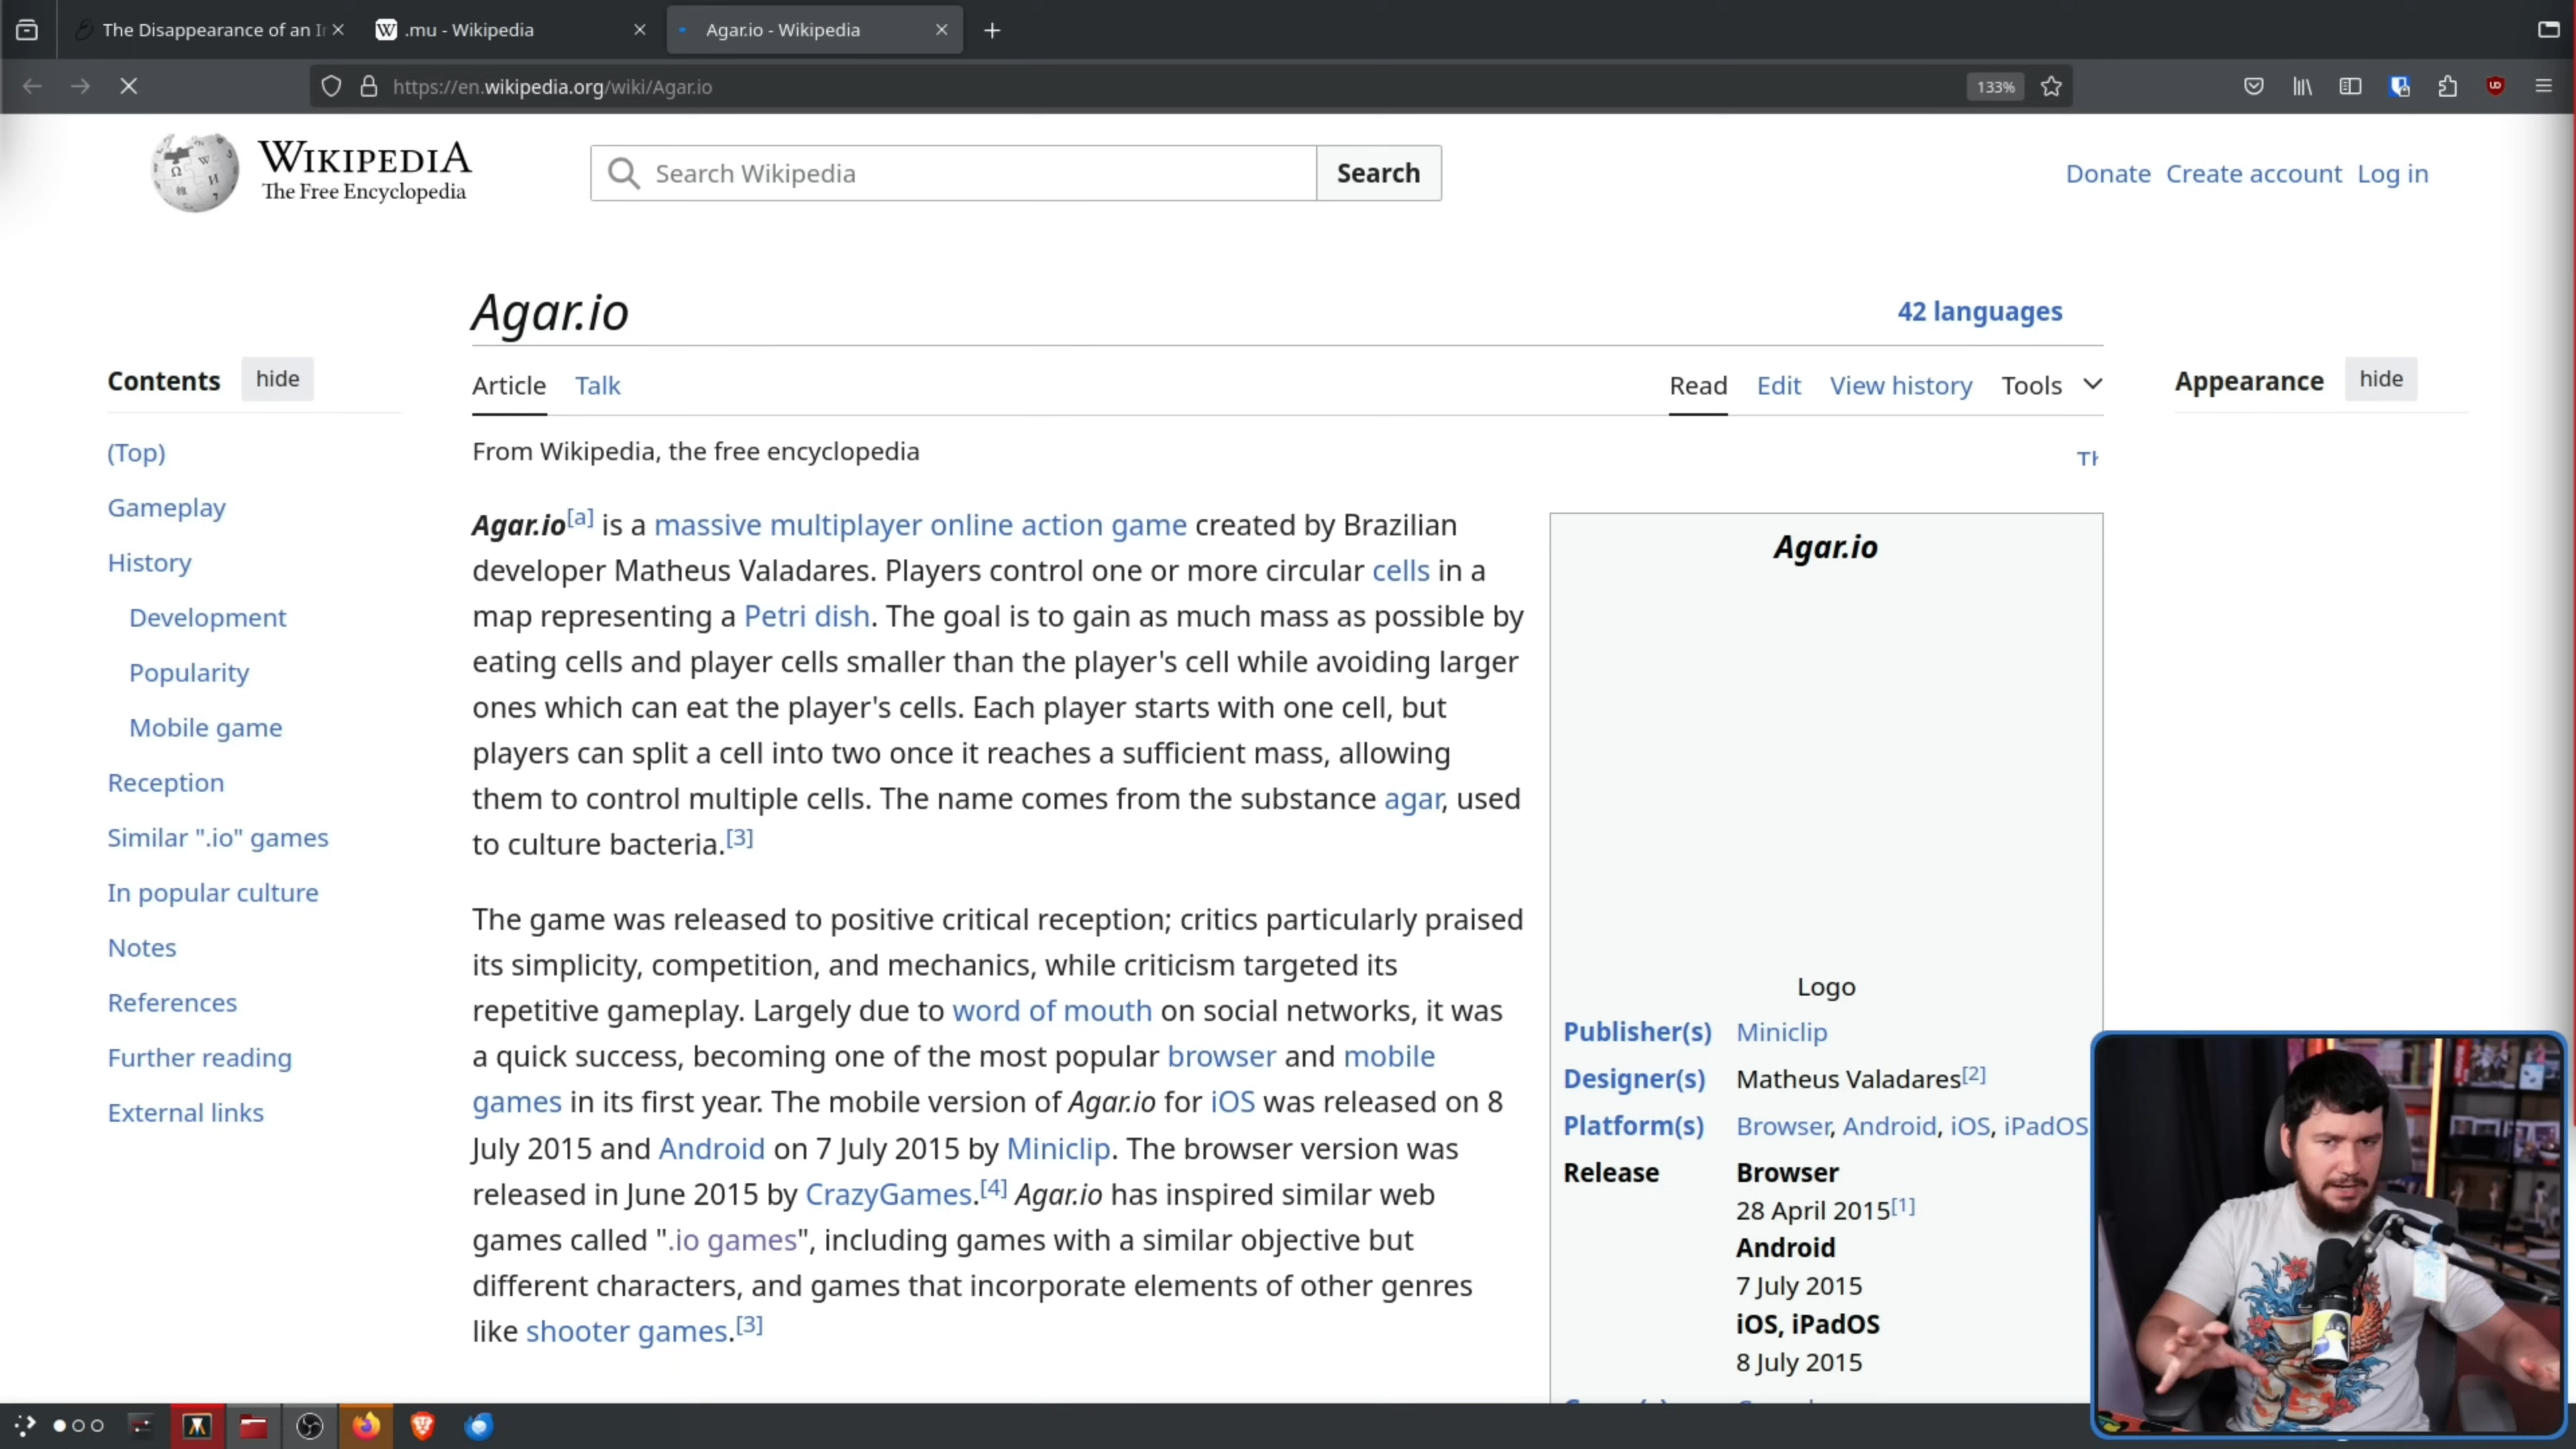 The Disappearance of an I
.mu - Wikipedia
Agar.io - Wikipedia
https://en.wikipedia.org/wiki/Agar.io
133%
WIKIPEDIA
The Free Encyclopedia
Search Wikipedia
Search
Donate Create account Log in
Agar.io
42 languages
Contents hide
Article Talk
Read Edit View history Tools
Appearance hide
From Wikipedia, the free encyclopedia
(Top)
Gameplay
History
Development
Popularity
Mobile game
Reception
Similar ".io" games
In popular culture
Notes
References
Further reading
External links
Agar.io[a] is a massive multiplayer online action game created by Brazilian
developer Matheus Valadares. Players control one or more circular cells in a
map representing a Petri dish. The goal is to gain as much mass as possible by
eating cells and player cells smaller than the player's cell while avoiding larger
ones which can eat the player's cells. Each player starts with one cell, but
players can split a cell into two once it reaches a sufficient mass, allowing
them to control multiple cells. The name comes from the substance agar, used
to culture bacteria.[3]
The game was released to positive critical reception; critics particularly praised
its simplicity, competition, and mechanics, while criticism targeted its
repetitive gameplay. Largely due to word of mouth on social networks, it was
a quick success, becoming one of the most popular browser and mobile
games in its first year. The mobile version of Agar.io for iOS was released on 8
July 2015 and Android on 7 July 2015 by Miniclip. The browser version was
released in June 2015 by CrazyGames.[4] Agar.io has inspired similar web
games called ".io games", including games with a similar objective but
different characters, and games that incorporate elements of other genres
like shooter games.[3]
Agar.io
Logo
Publisher(s) Miniclip
Designer(s) Matheus Valadares[2]
Platform(s) Browser, Android, iOS, iPadOS
Release Browser
28 April 2015[1]
Android
7 July 2015
iOS, iPadOS
8 July 2015